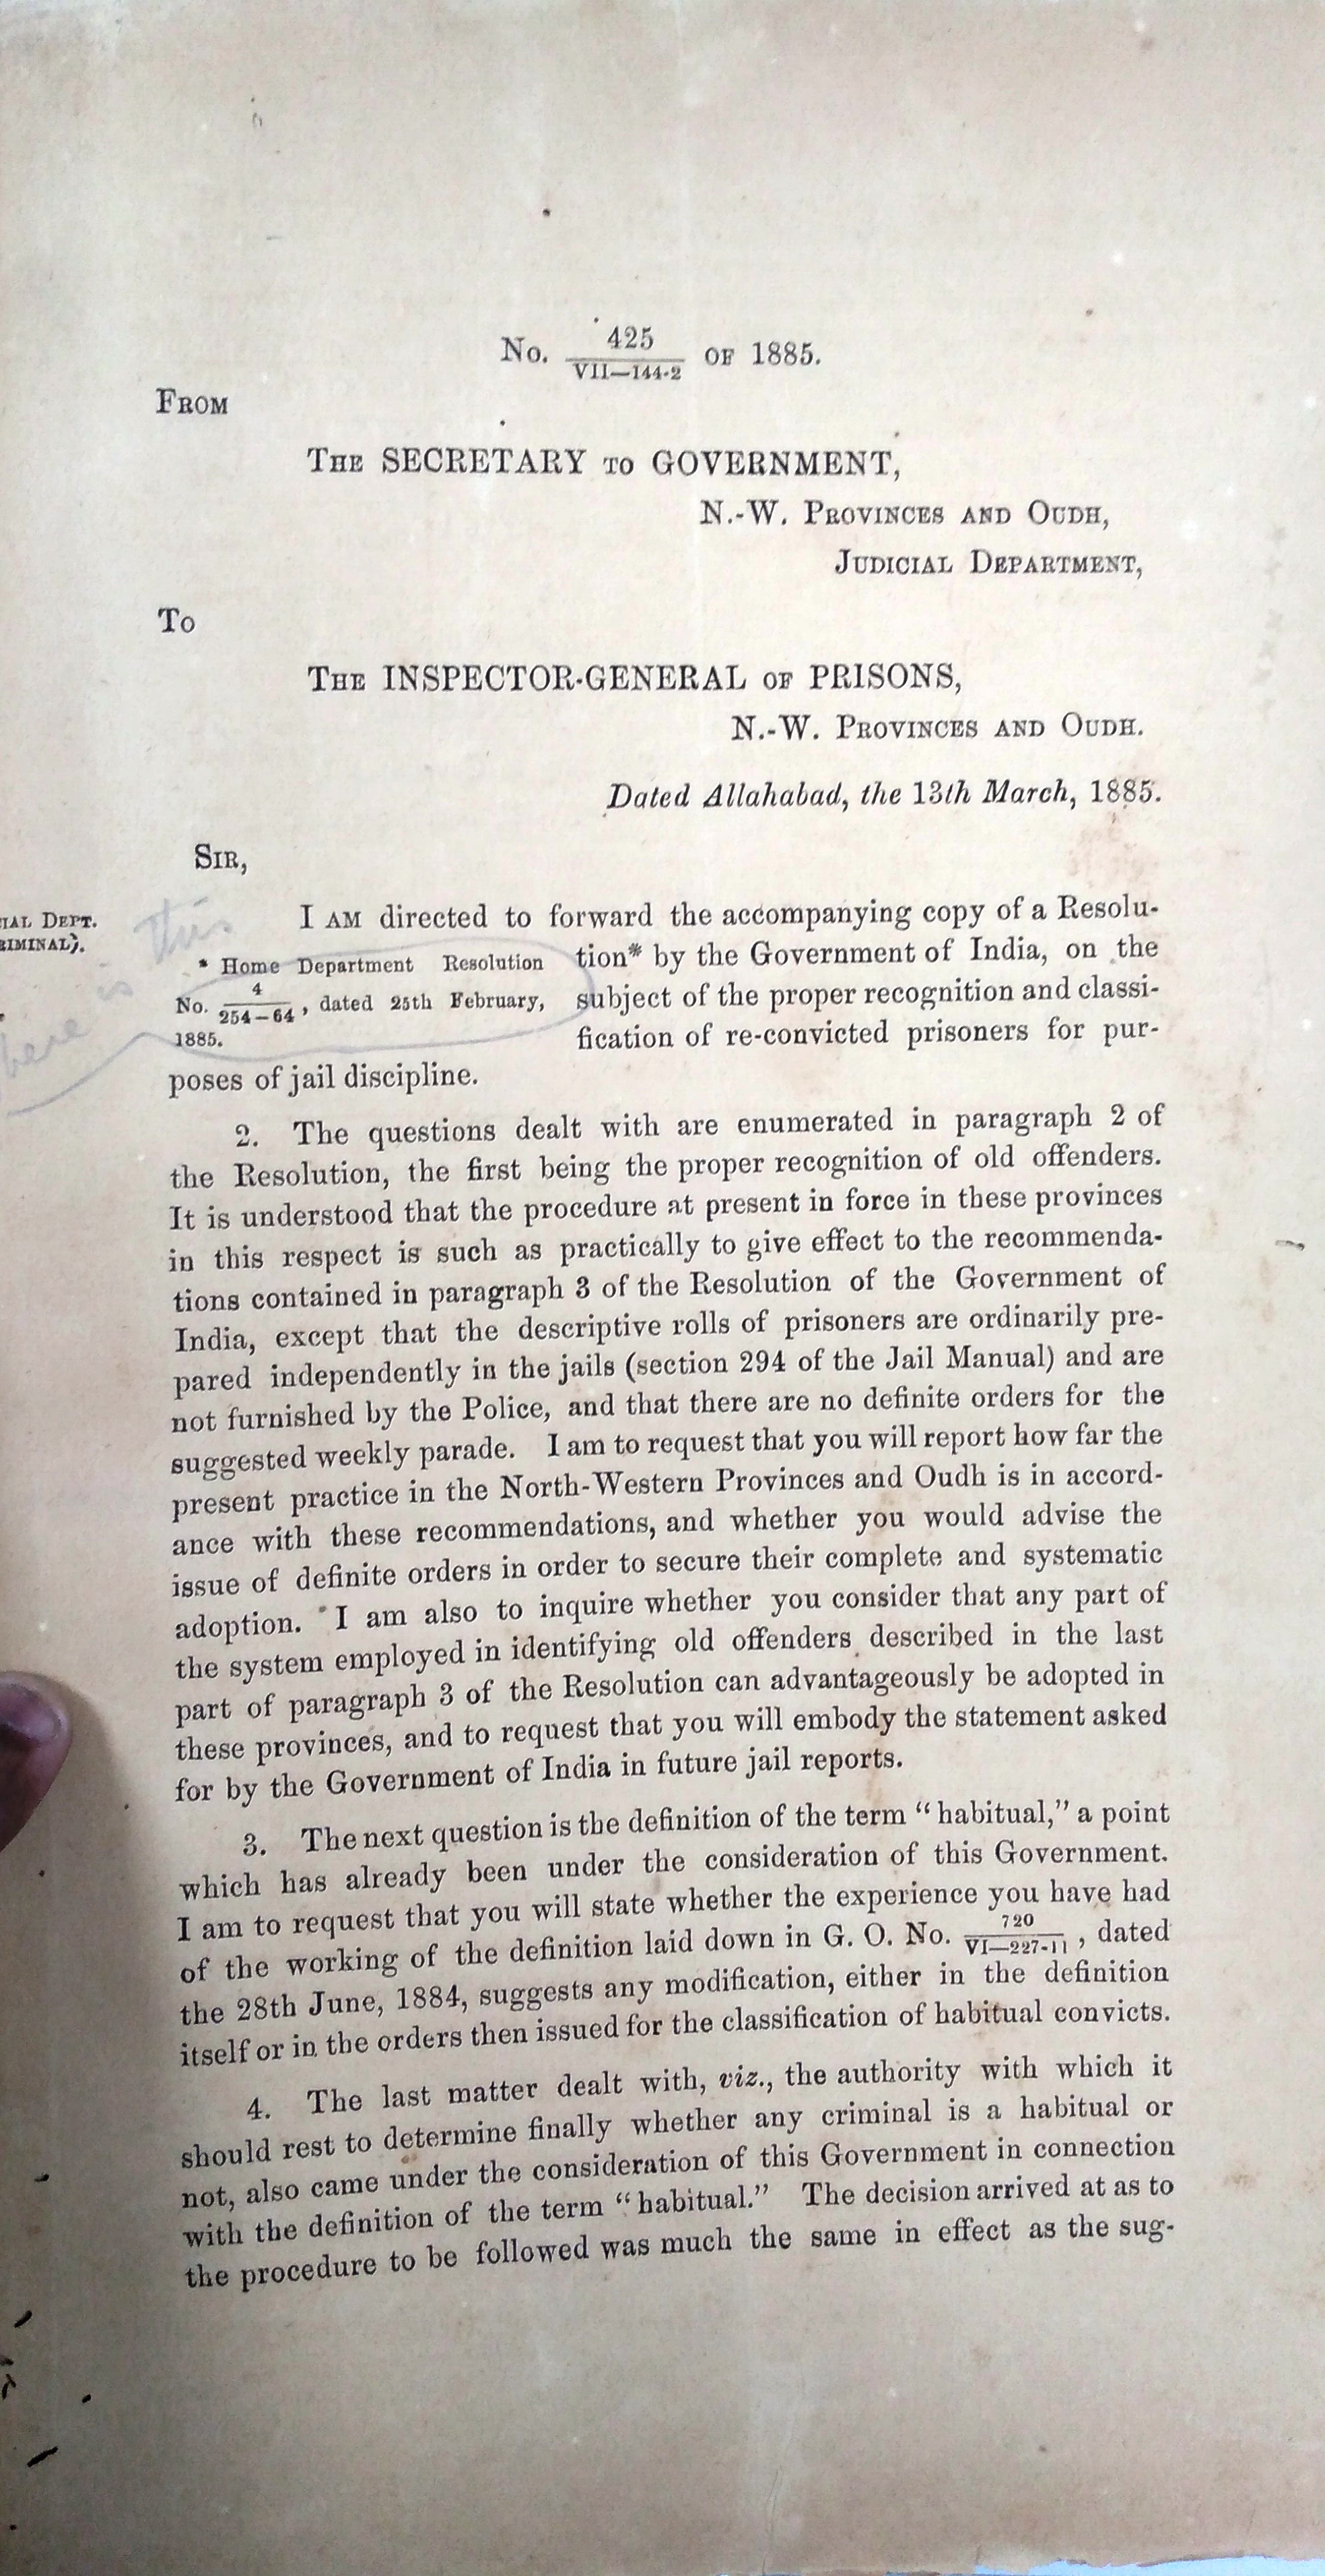 No. 425/VII—144-2 OF 1885.
FROM
THE SECRETARY TO GOVERNMENT,
N.-W. PROVINCES AND OUDH,
JUDICIAL DEPARTMENT,
To
THE INSPECTOR-GENERAL OF PRISONS,
N.-W. PROVINCES AND OUDH.
Dated Allahabad, the 13th March, 1885.
SIR,
IAL DEPT.
RIMINAL).
this
is
here
I AM directed to forward the accompanying copy of a Resolu-
* Home Department Resolution
No. 4/254—64, dated 25th February,
1885.
tion* by the Government of India, on the
subject of the proper recognition and classi-
fication of re-convicted prisoners for pur-
poses of jail discipline.
2. The questions dealt with are enumerated in paragraph 2 of
the Resolution, the first being the proper recognition of old offenders.
It is understood that the procedure at present in force in these provinces
in this respect is such as practically to give effect to the recommenda-
tions contained in paragraph 3 of the Resolution of the Government of
India, except that the descriptive rolls of prisoners are ordinarily pre-
pared independently in the jails (section 294 of the Jail Manual) and are
not furnished by the Police, and that there are no definite orders for the
suggested weekly parade. I am to request that you will report how far the
present practice in the North-Western Provinces and Oudh is in accord-
ance with these recommendations, and whether you would advise the
issue of definite orders in order to secure their complete and systematic
adoption. I am also to inquire whether you consider that any part of
the system employed in identifying old offenders described in the last
part of paragraph 3 of the Resolution can advantageously be adopted in
these provinces, and to request that you will embody the statement asked
for by the Government of India in future jail reports.
3. The next question is the definition of the term “habitual,” a point
which has already been under the consideration of this Government.
I am to request that you will state whether the experience you have had
of the working of the definition laid down in G. O. No. 720/VI—227-11, dated
the 28th June, 1884, suggests any modification, either in the definition
itself or in the orders then issued for the classification of habitual convicts.
4. The last matter dealt with, viz., the authority with which it
should rest to determine finally whether any criminal is a habitual or
not, also came under the consideration of this Government in connection
with the definition of the term “habitual.” The decision arrived at as to
the procedure to be followed was much the same in effect as the sug-